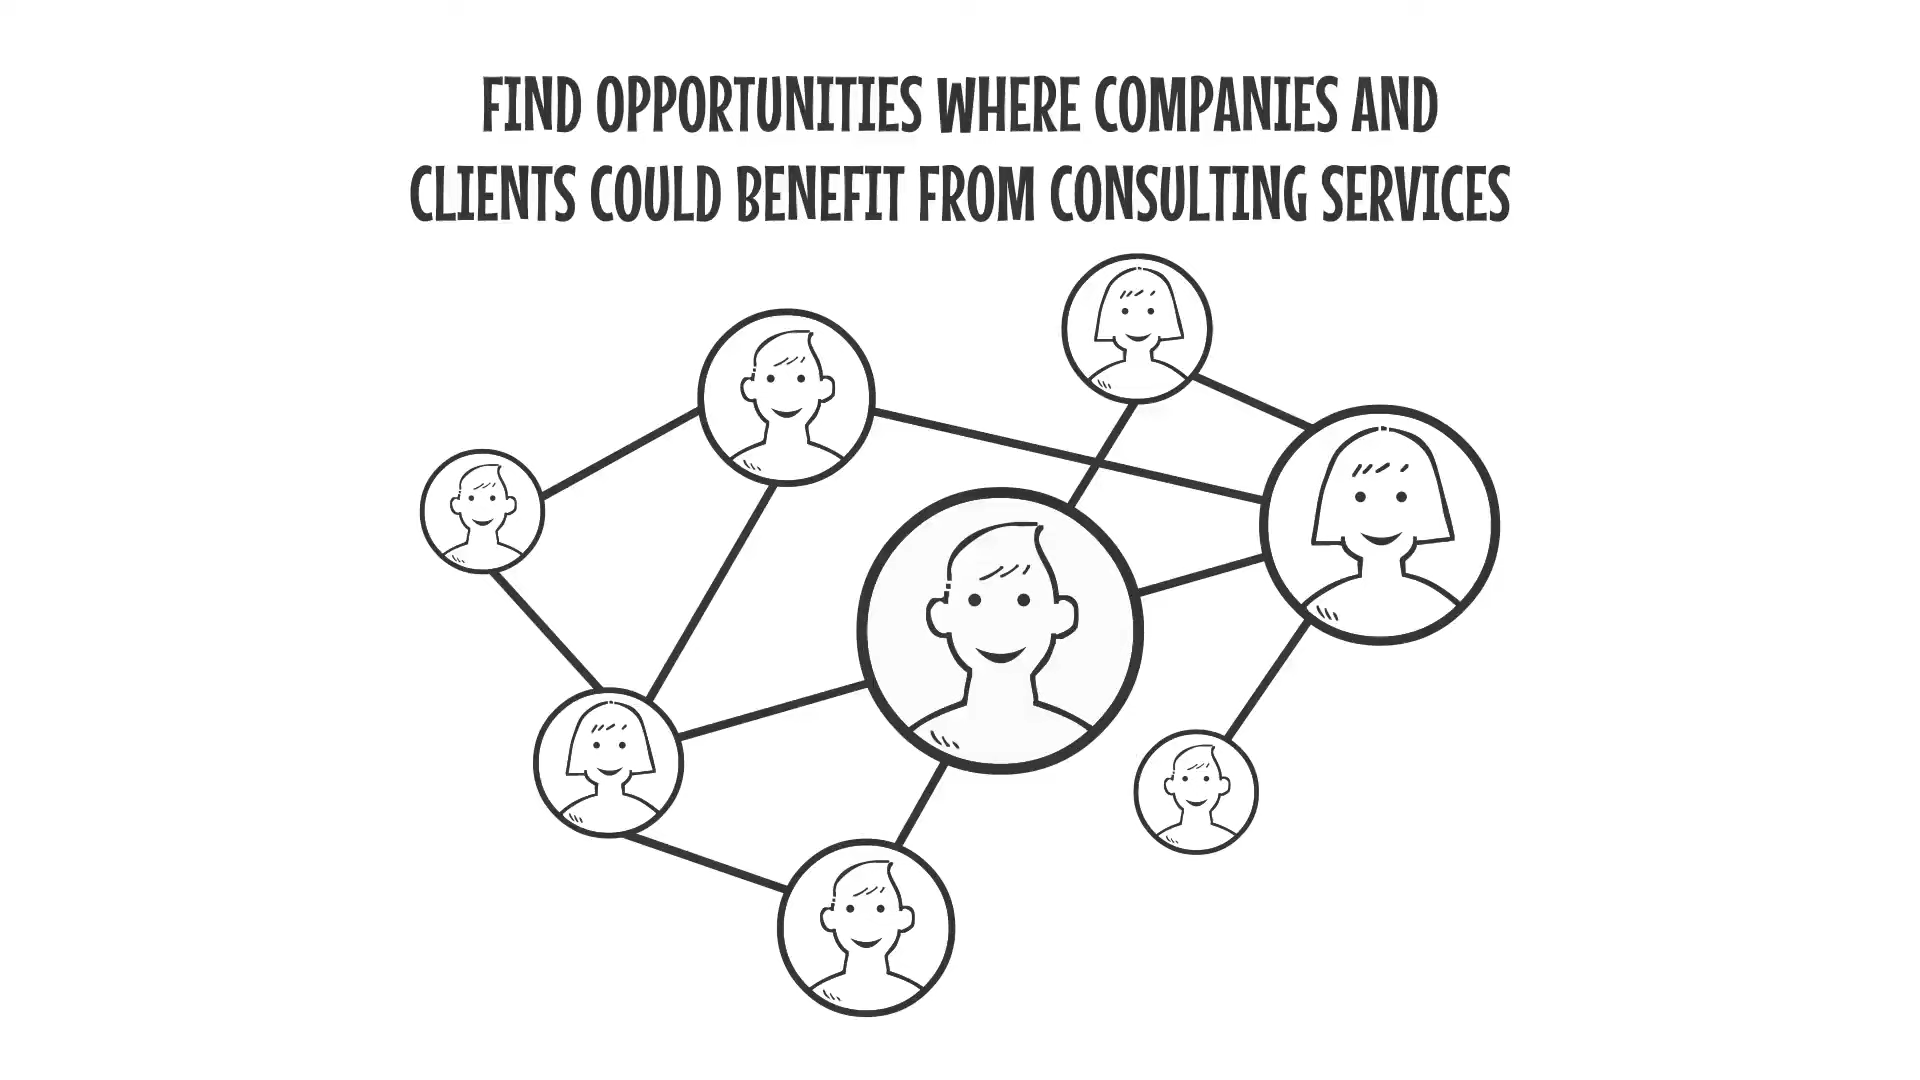 FIND OPPORTUNITIES WHERE COMPANIES AND
CLIENTS COULD BENEFIT FROM CONSULTING SERVICES